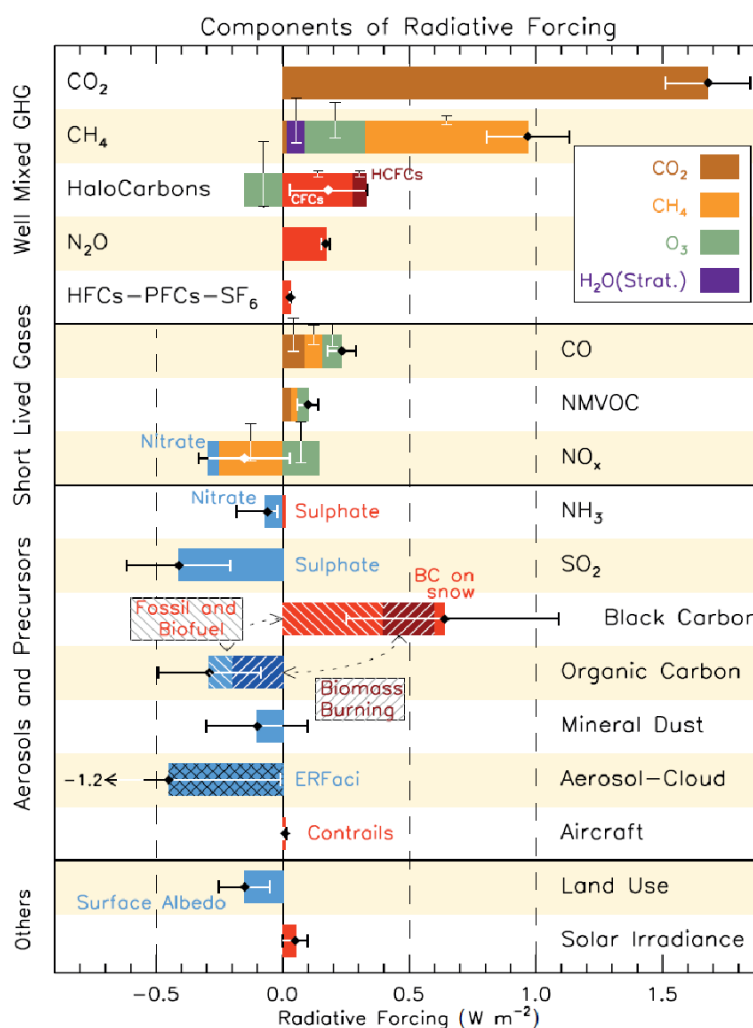 Components of Radiative Forcing
Well Mixed GHG
CO₂
CH₄
HaloCarbons
CFCs
HCFCs
N₂O
HFCs−PFCs−SF₆
CO₂
CH₄
O₃
H₂O(Strat.)
Short Lived Gases
CO
NMVOC
Nitrate
NOₓ
Aerosols and Precursors
Nitrate
Sulphate
NH₃
Sulphate
SO₂
BC on
snow
Fossil and
Biofuel
Black Carbon
Organic Carbon
Biomass
Burning
Mineral Dust
−1.2
ERFaci
Aerosol−Cloud
Contrails
Aircraft
Others
Surface Albedo
Land Use
Solar Irradiance
−0.5 0.0 0.5 1.0 1.5
Radiative Forcing (W m⁻²)